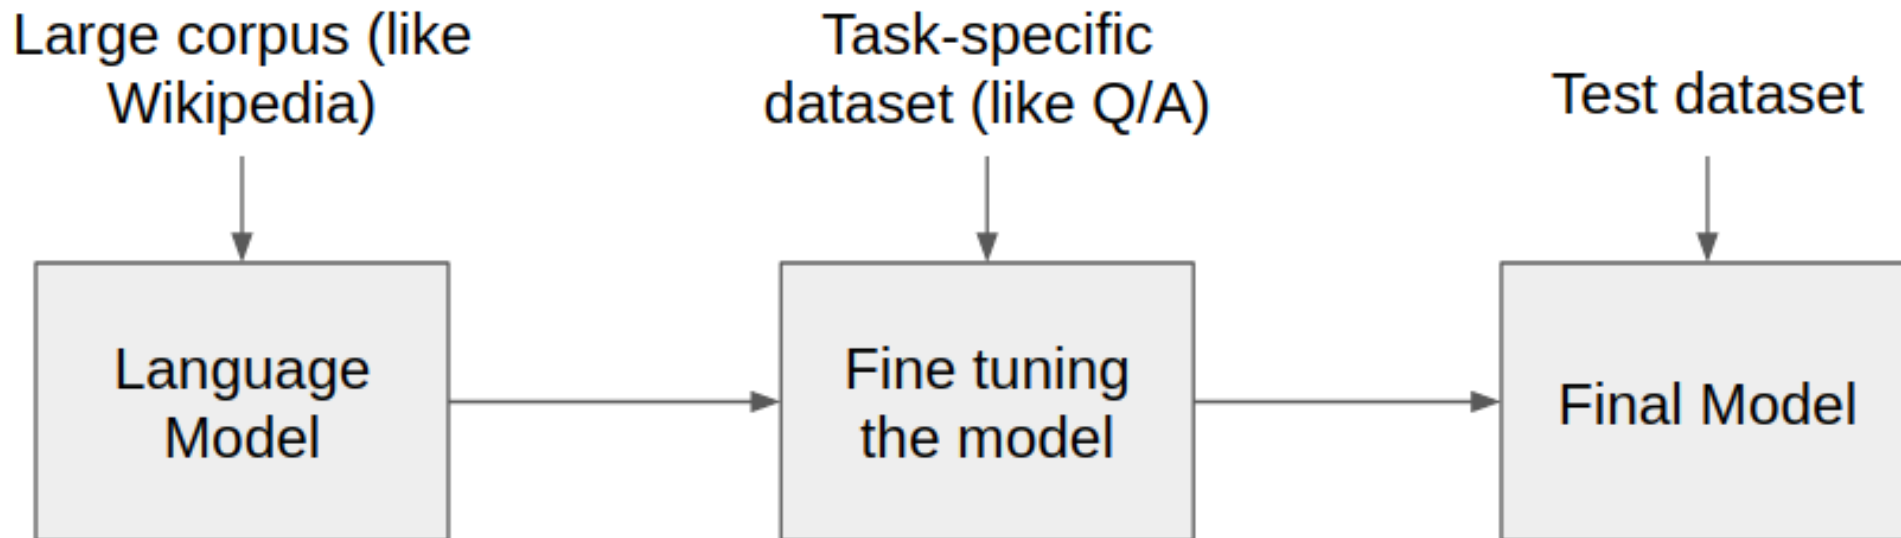 Large corpus (like
Wikipedia)
Task-specific
dataset (like Q/A)
Test dataset
Language
Model
Fine tuning
the model
Final Model